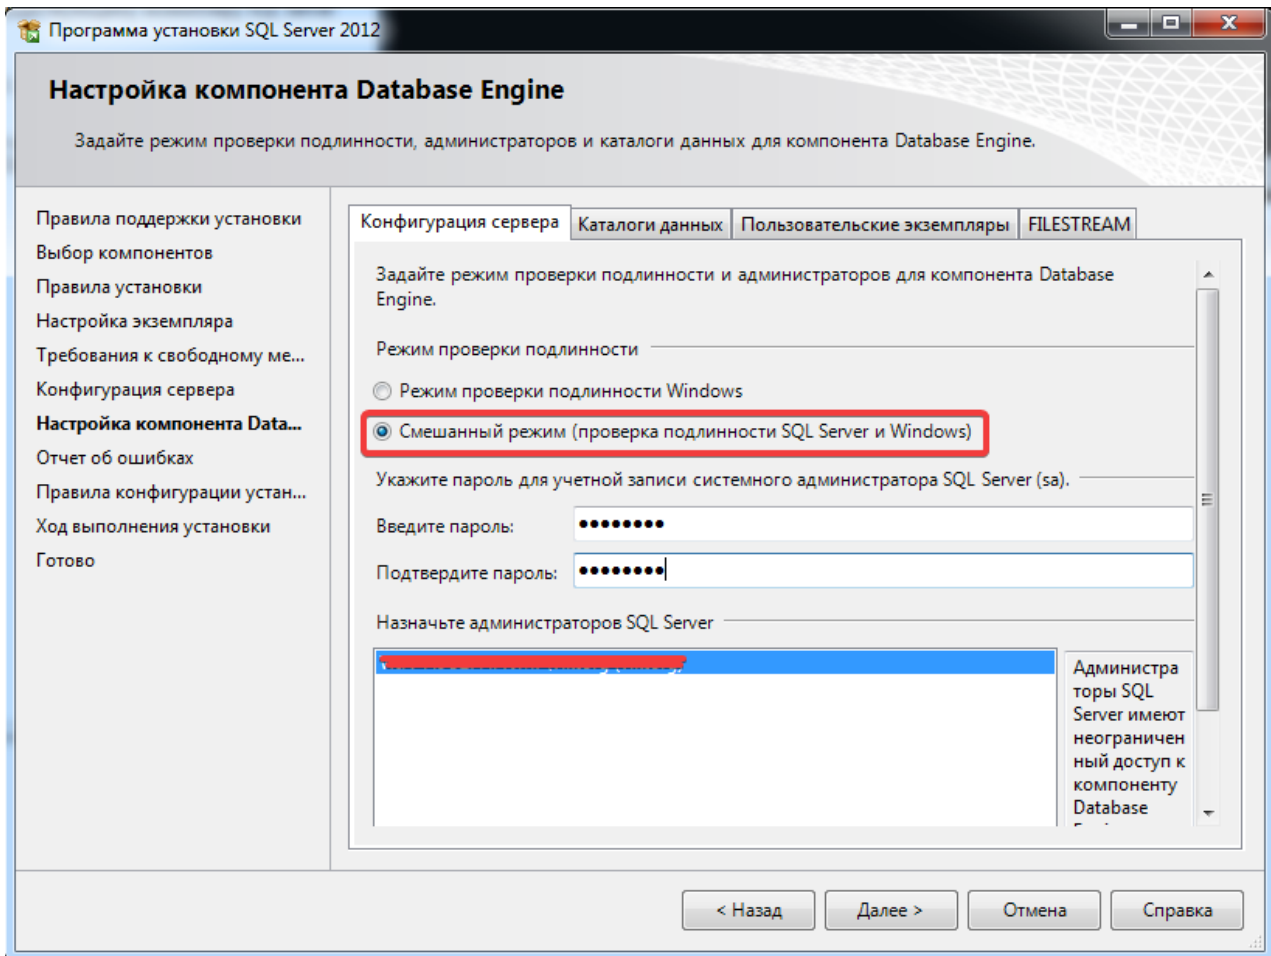 Программа установки SQL Server 2012
Настройка компонента Database Engine
Задайте режим проверки подлинности, администраторов и каталоги данных для компонента Database Engine.
Правила поддержки установки
Выбор компонентов
Правила установки
Настройка экземпляра
Требования к свободному ме...
Конфигурация сервера
Настройка компонента Data...
Отчет об ошибках
Правила конфигурации устан...
Ход выполнения установки
Готово
Конфигурация сервера
Каталоги данных
Пользовательские экземпляры
FILESTREAM
Задайте режим проверки подлинности и администраторов для компонента Database
Engine.
Режим проверки подлинности
Режим проверки подлинности Windows
Смешанный режим (проверка подлинности SQL Server и Windows)
Укажите пароль для учетной записи системного администратора SQL Server (sa).
Введите пароль: ●●●●●●●●
Подтвердите пароль: ●●●●●●●●
Назначьте администраторов SQL Server
Администра
торы SQL
Server имеют
неограничен
ный доступ к
компоненту
Database
< Назад
Далее >
Отмена
Справка